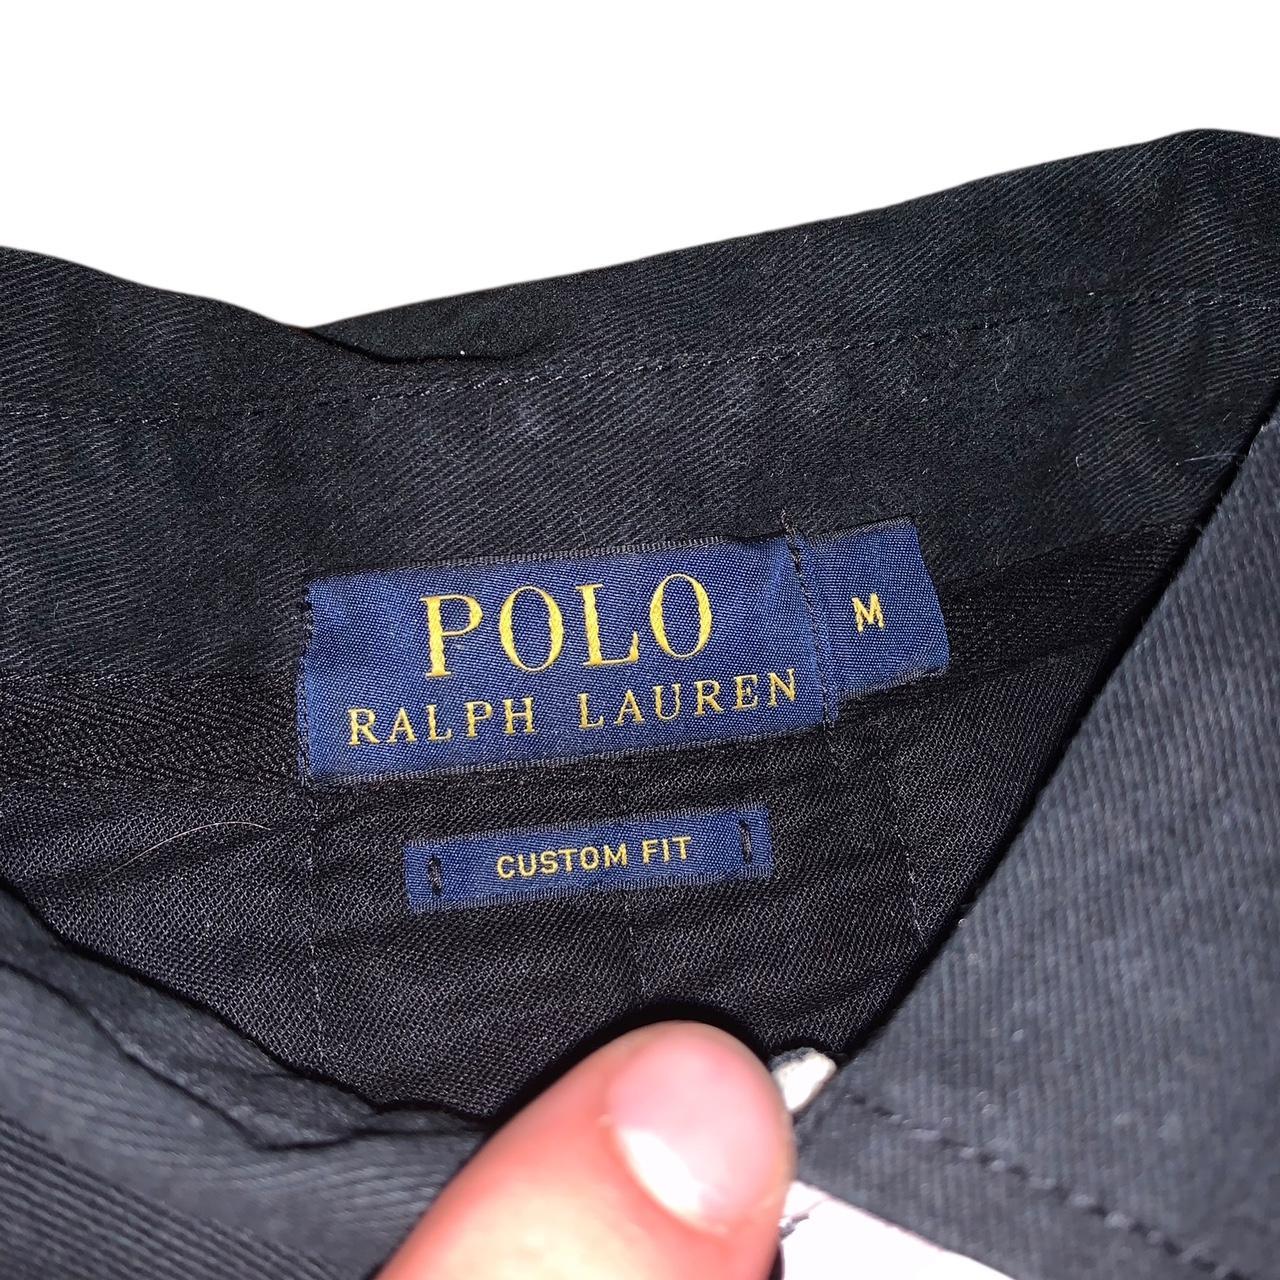 POLO
RALPH LAUREN
M
CUSTOM FIT